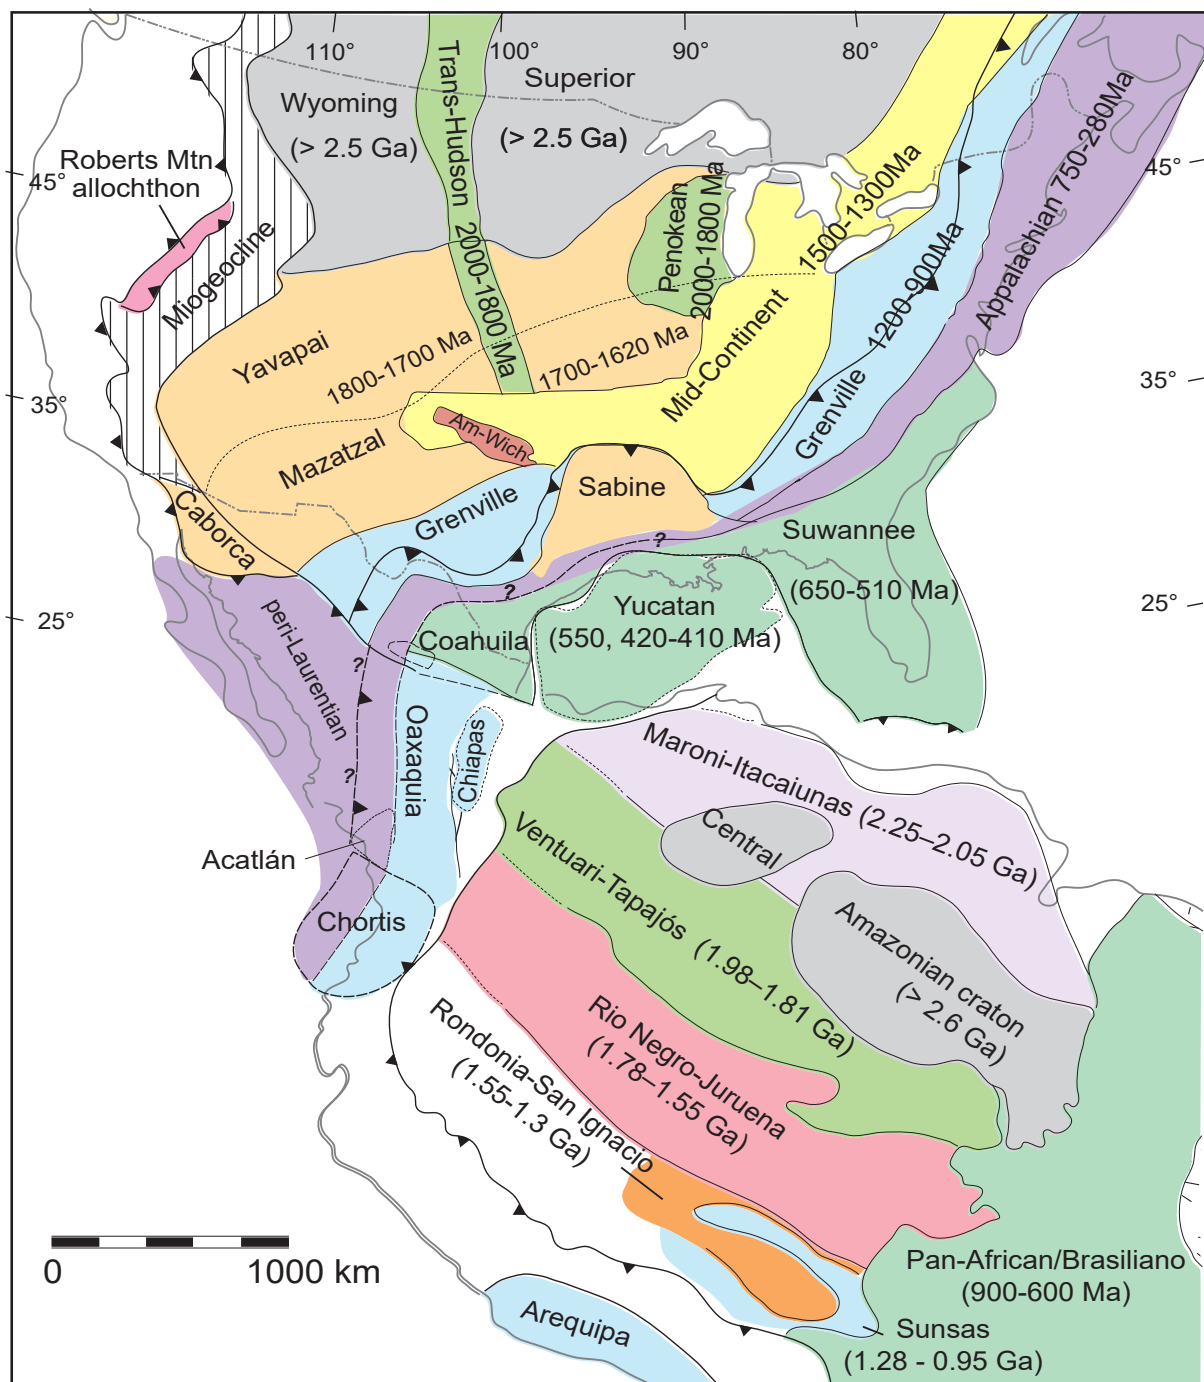 110°
100°
90°
80°
Superior
(> 2.5 Ga)
Wyoming
(> 2.5 Ga)
Trans-Hudson 2000-1800 Ma
Roberts Mtn
allochthon
45°
45°
Miogeocline
Penokean
2000-1800 Ma
1500-1300Ma
Mid-Continent
1200-900Ma
Grenville
Appalachian 750-280Ma
Yavapai
1800-1700 Ma
1700-1620 Ma
Mazatzal
Am-Wich
35°
35°
Caborca
Grenville
Sabine
Suwannee
(650-510 Ma)
?
?
Yucatan
(550, 420-410 Ma)
Coahuila
25°
25°
peri-Laurentian
?
?
Oaxaquia
Chiapas
Acatlán
Chortis
Maroni-Itacaiunas (2.25–2.05 Ga)
Central
Ventuari-Tapajós (1.98–1.81 Ga)
Amazonian craton
(> 2.6 Ga)
Rio Negro-Juruena
(1.78–1.55 Ga)
Rondonia-San Ignacio
(1.55-1.3 Ga)
0 1000 km
Arequipa
Pan-African/Brasiliano
(900-600 Ma)
Sunsas
(1.28 - 0.95 Ga)